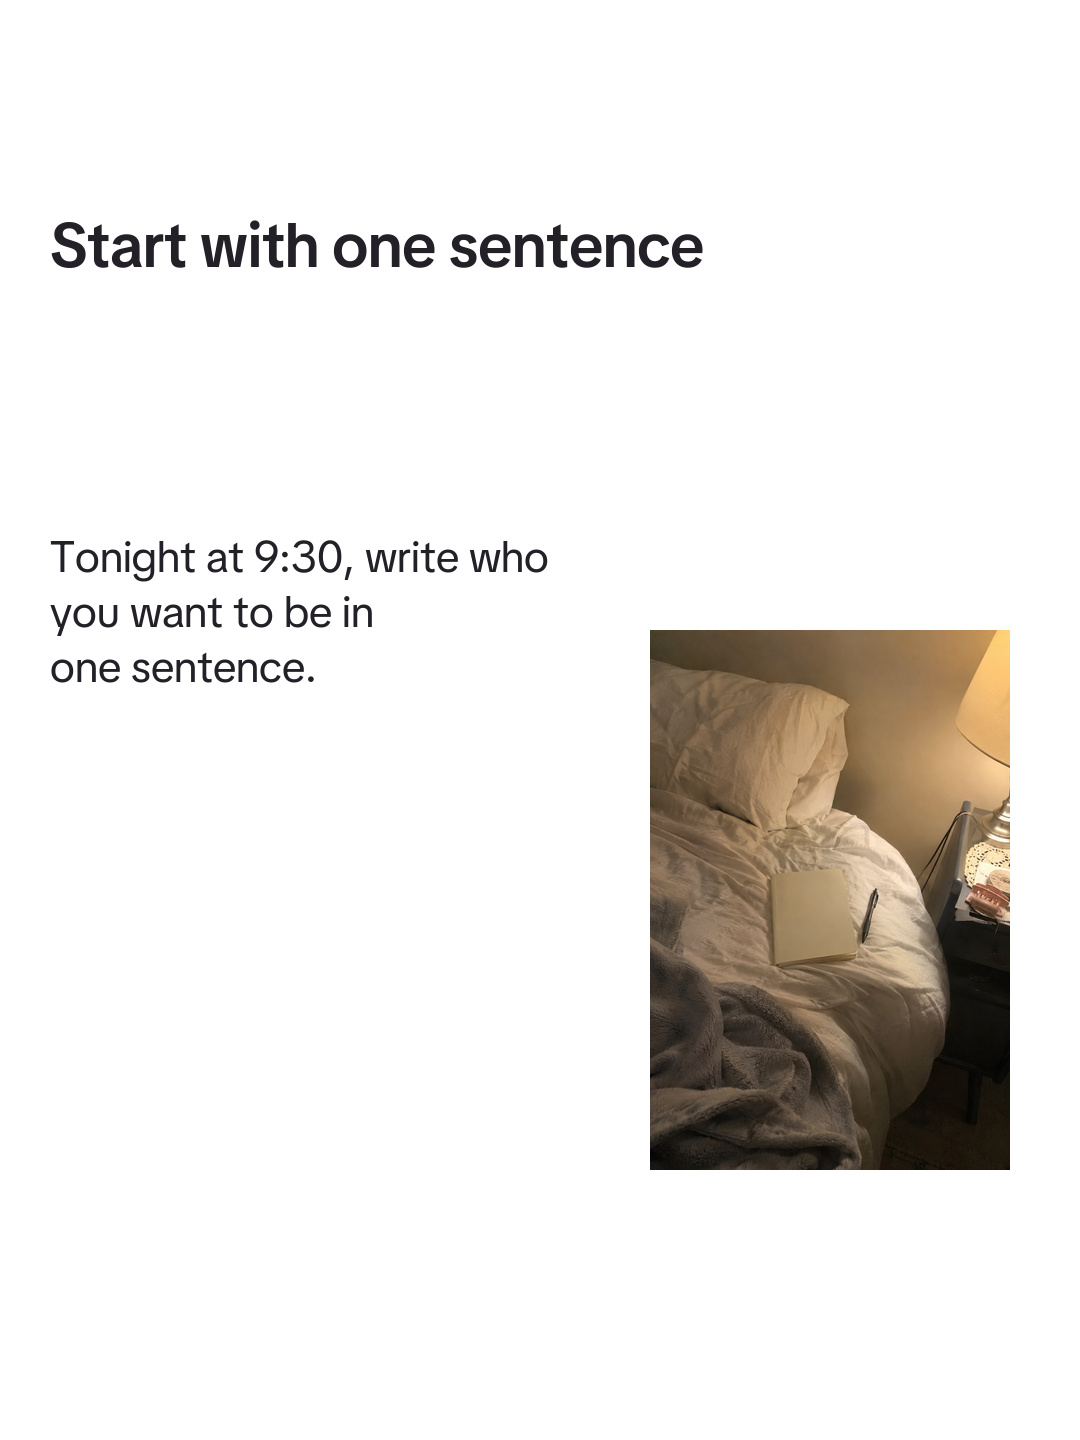 Start with one sentence
Tonight at 9:30, write who
you want to be in
one sentence.